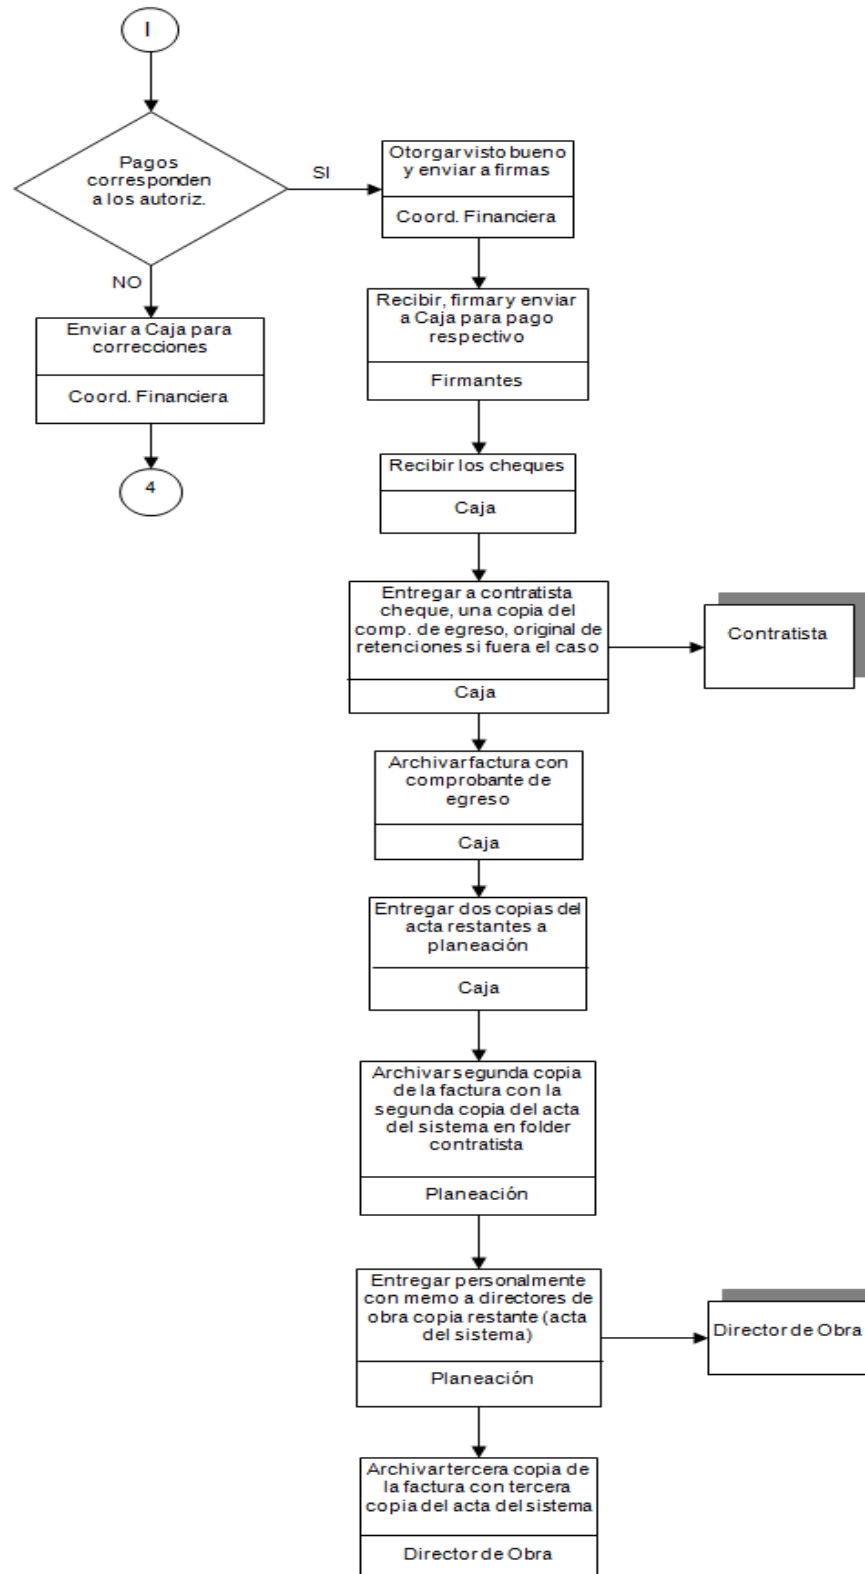 I
Pagos
corresponden
a los autoriz.
SI
NO
Otorgar visto bueno
y enviar a firmas
Coord. Financiera
Enviar a Caja para
correcciones
Coord. Financiera
4
Recibir, firmar y enviar
a Caja para pago
respectivo
Firmantes
Recibir los cheques
Caja
Entregar a contratista
cheque, una copia del
comp. de egreso, original de
retenciones si fuera el caso
Caja
Contratista
Archivar factura con
comprobante de
egreso
Caja
Entregar dos copias del
acta restantes a
planeación
Caja
Archivar segunda copia
de la factura con la
segunda copia del acta
del sistema en folder
contratista
Planeación
Entregar personalmente
con memo a directores de
obra copia restante (acta
del sistema)
Planeación
Director de Obra
Archivar tercera copia de
la factura con tercera
copia del acta del sistema
Director de Obra